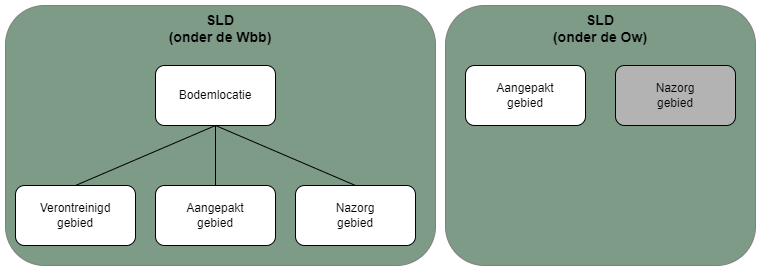 SLD
(onder de Wbb)
Bodemlocatie
Verontreinigd
gebied
Aangepakt
gebied
Nazorg
gebied
SLD
(onder de Ow)
Aangepakt
gebied
Nazorg
gebied